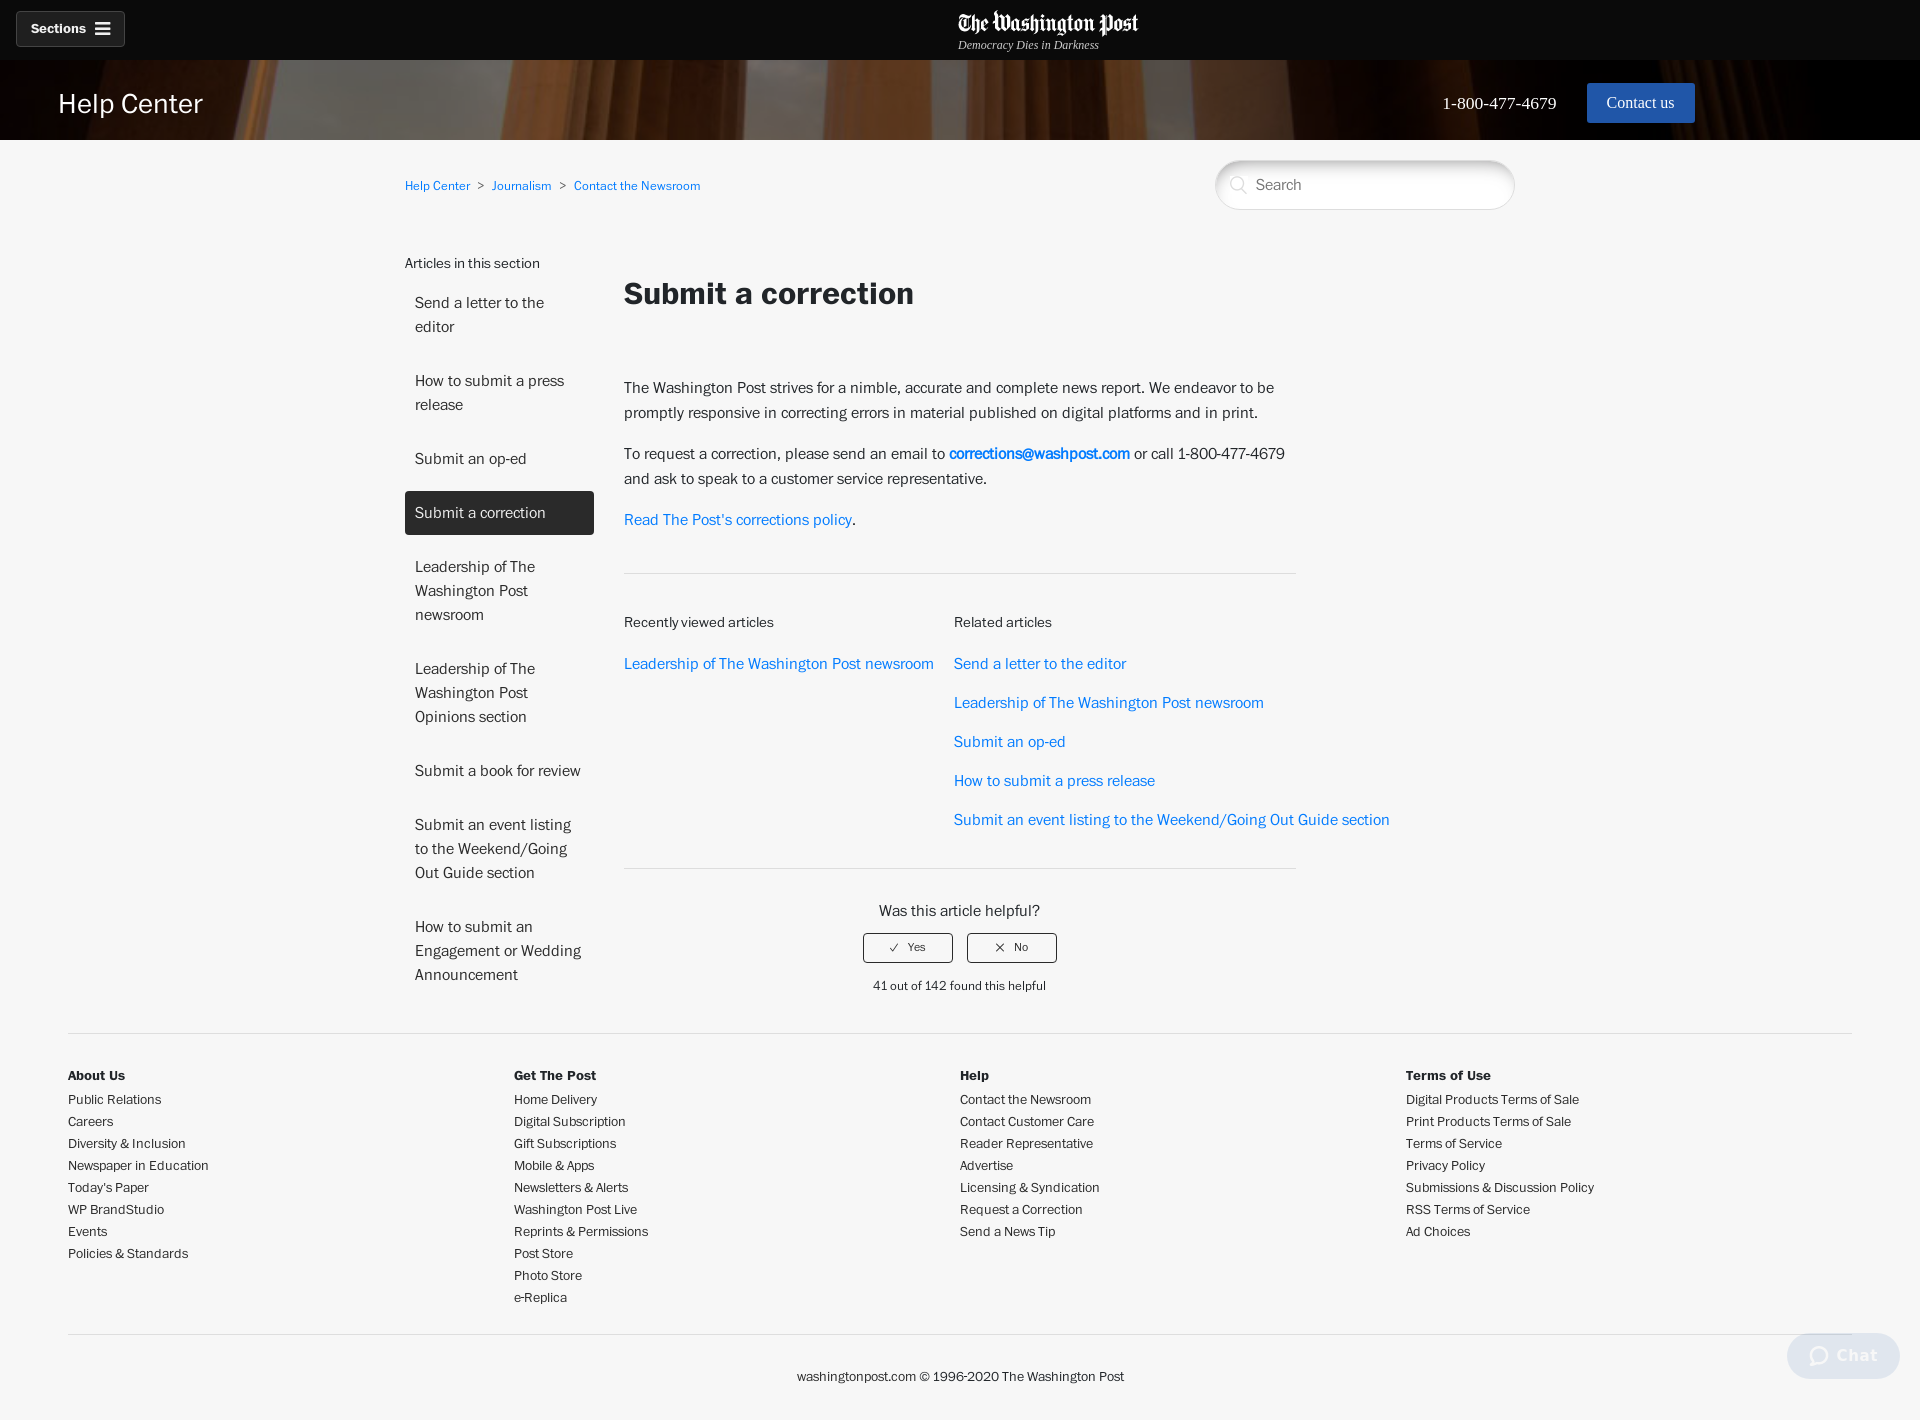 Sections
The Washington Post
Democracy Dies in Darkness
Help Center
1-800-477-4679
Contact us
Help Center > Journalism > Contact the Newsroom
Search
Articles in this section
Send a letter to the
editor
How to submit a press
release
Submit an op-ed
Submit a correction
Leadership of The
Washington Post
newsroom
Leadership of The
Washington Post
Opinions section
Submit a book for review
Submit an event listing
to the Weekend/Going
Out Guide section
How to submit an
Engagement or Wedding
Announcement
Submit a correction
The Washington Post strives for a nimble, accurate and complete news report. We endeavor to be
promptly responsive in correcting errors in material published on digital platforms and in print.
To request a correction, please send an email to corrections@washpost.com or call 1-800-477-4679
and ask to speak to a customer service representative.
Read The Post's corrections policy.
Recently viewed articles
Leadership of The Washington Post newsroom
Related articles
Send a letter to the editor
Leadership of The Washington Post newsroom
Submit an op-ed
How to submit a press release
Submit an event listing to the Weekend/Going Out Guide section
Was this article helpful?
Yes
No
41 out of 142 found this helpful
About Us
Public Relations
Careers
Diversity & Inclusion
Newspaper in Education
Today's Paper
WP BrandStudio
Events
Policies & Standards
Get The Post
Home Delivery
Digital Subscription
Gift Subscriptions
Mobile & Apps
Newsletters & Alerts
Washington Post Live
Reprints & Permissions
Post Store
Photo Store
e-Replica
Help
Contact the Newsroom
Contact Customer Care
Reader Representative
Advertise
Licensing & Syndication
Request a Correction
Send a News Tip
Terms of Use
Digital Products Terms of Sale
Print Products Terms of Sale
Terms of Service
Privacy Policy
Submissions & Discussion Policy
RSS Terms of Service
Ad Choices
Chat
washingtonpost.com © 1996-2020 The Washington Post